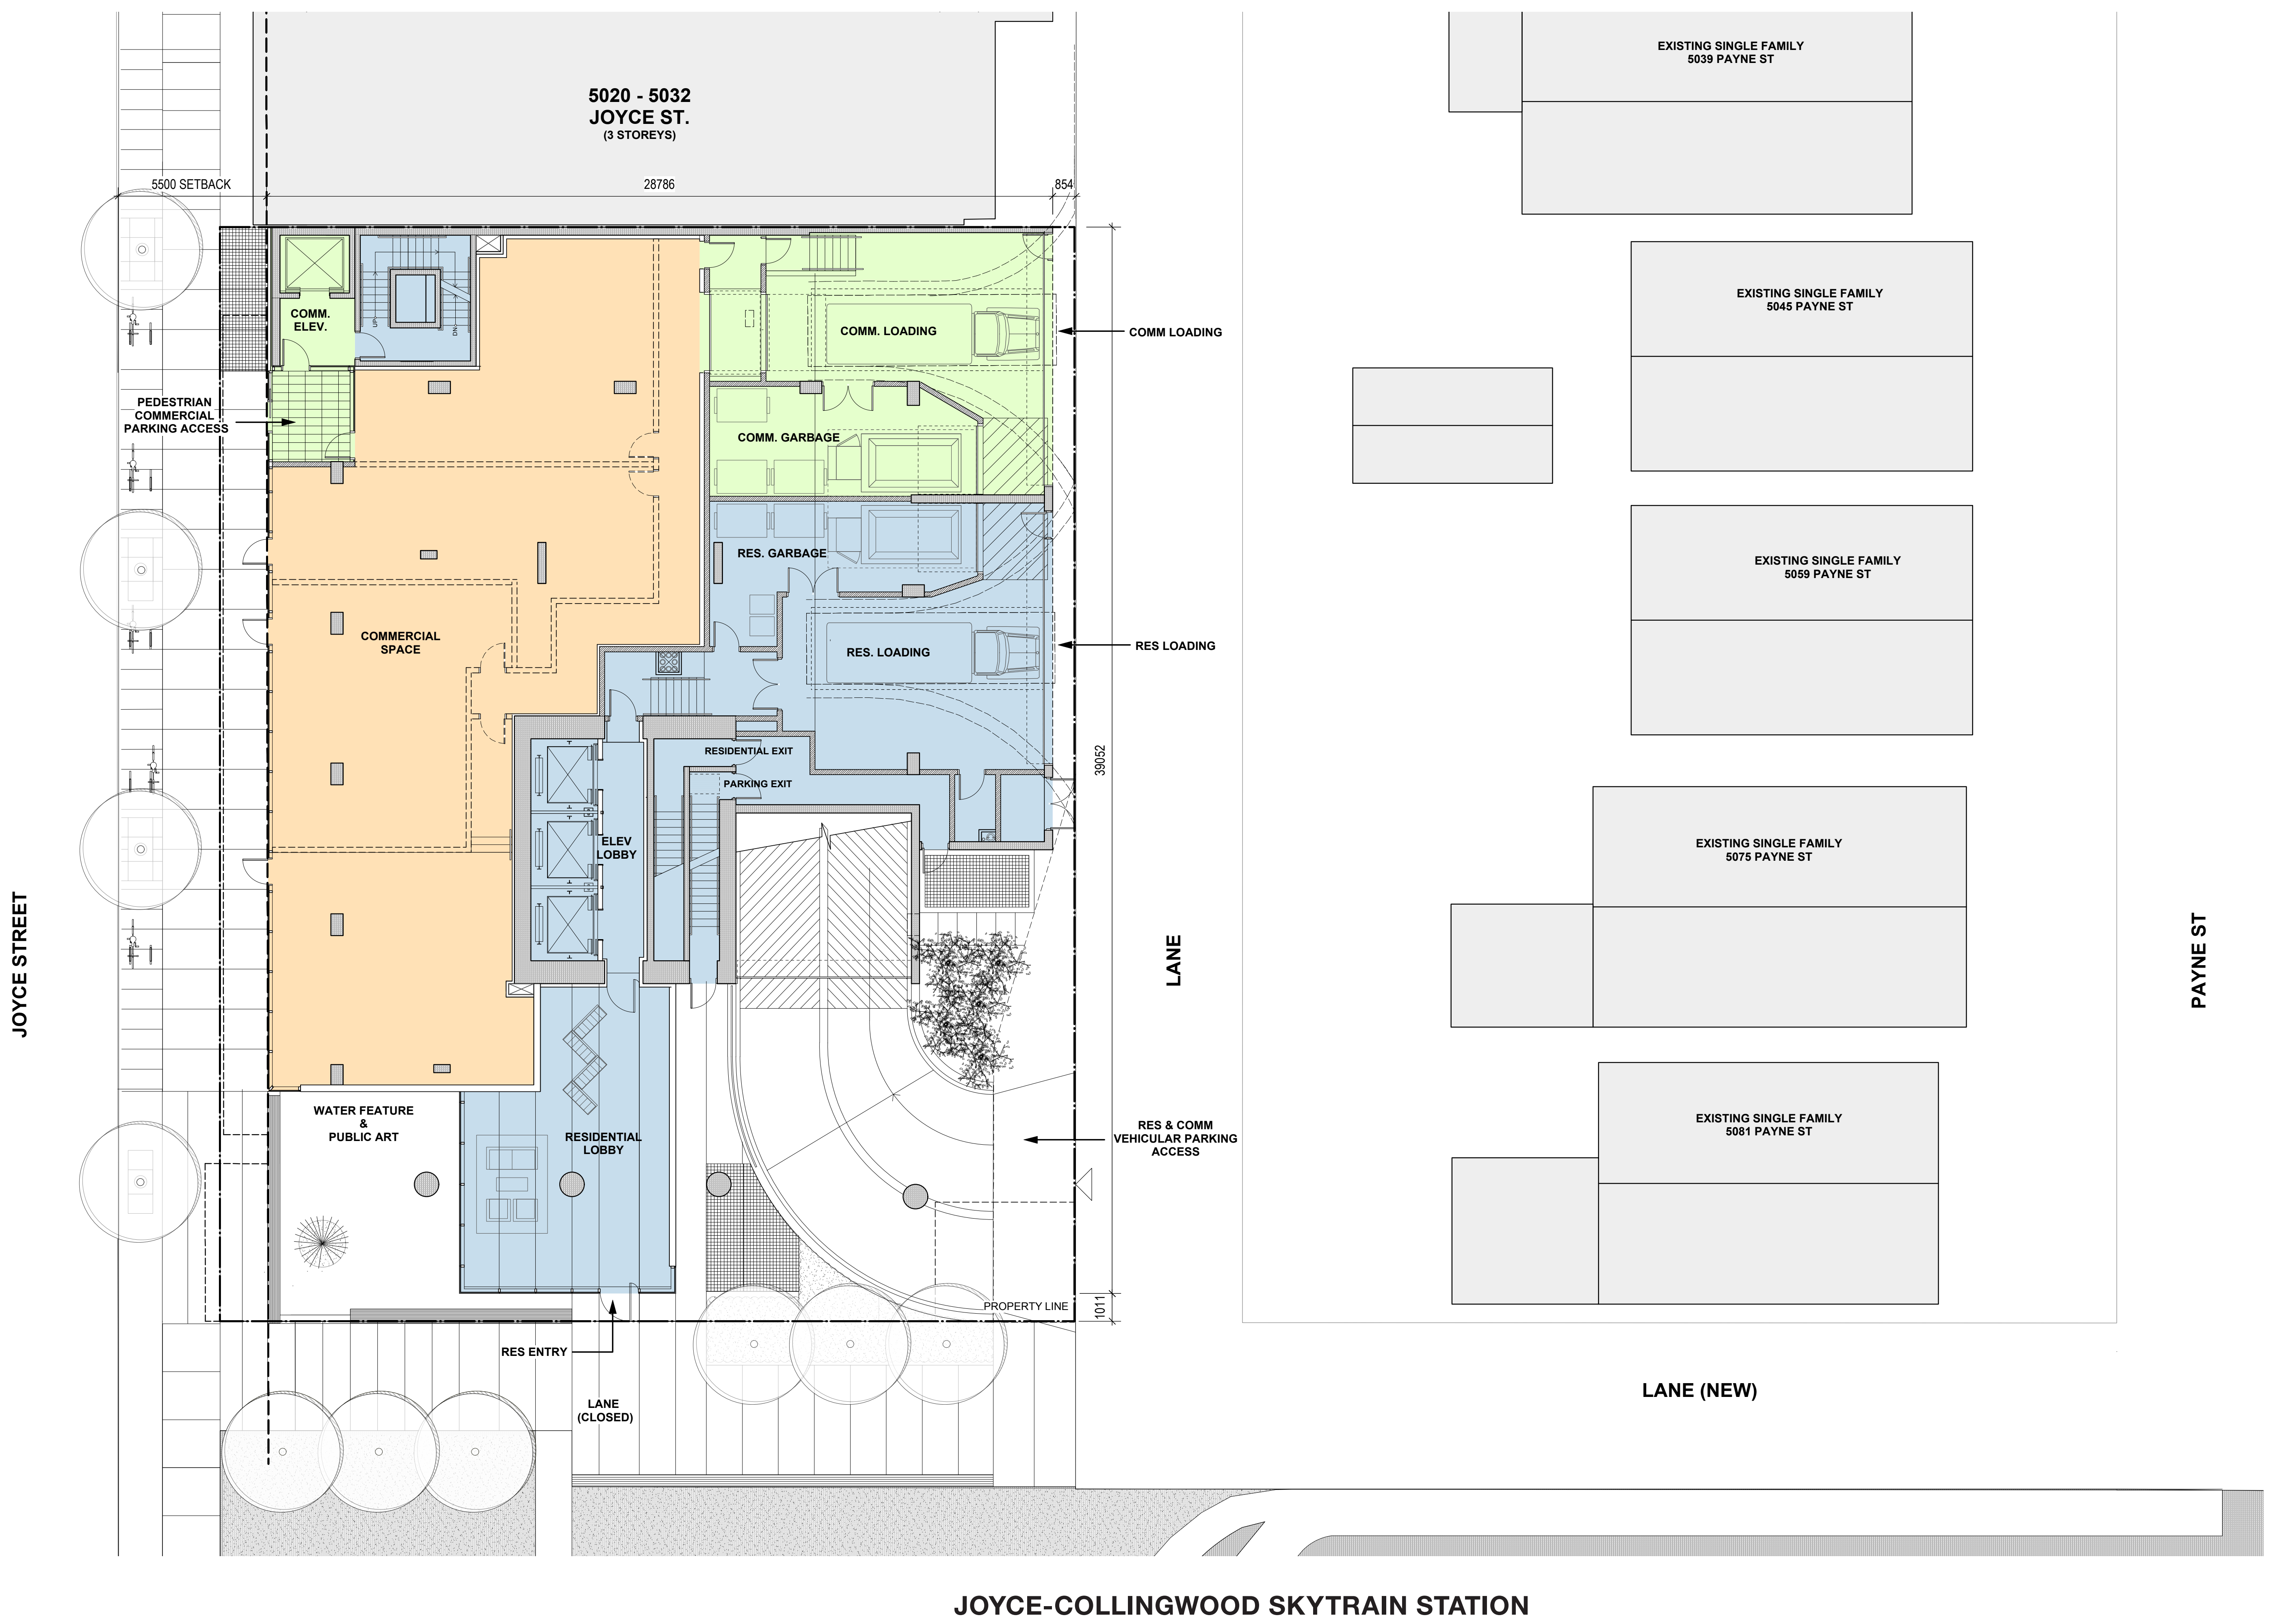 EXISTING SINGLE FAMILY
5039 PAYNE ST
5020 - 5032
JOYCE ST.
(3 STOREYS)
5500 SETBACK
28786
854
EXISTING SINGLE FAMILY
5045 PAYNE ST
COMM.
ELEV.
UP
DN
COMM. LOADING
COMM LOADING
PEDESTRIAN
COMMERCIAL
PARKING ACCESS
COMM. GARBAGE
RES. GARBAGE
EXISTING SINGLE FAMILY
5059 PAYNE ST
COMMERCIAL
SPACE
RES. LOADING
RES LOADING
RESIDENTIAL EXIT
PARKING EXIT
39052
ELEV
LOBBY
EXISTING SINGLE FAMILY
5075 PAYNE ST
JOYCE STREET
LANE
PAYNE ST
WATER FEATURE
&
PUBLIC ART
RESIDENTIAL
LOBBY
RES & COMM
VEHICULAR PARKING
ACCESS
EXISTING SINGLE FAMILY
5081 PAYNE ST
PROPERTY LINE
1011
RES ENTRY
LANE
(CLOSED)
LANE (NEW)
JOYCE-COLLINGWOOD SKYTRAIN STATION